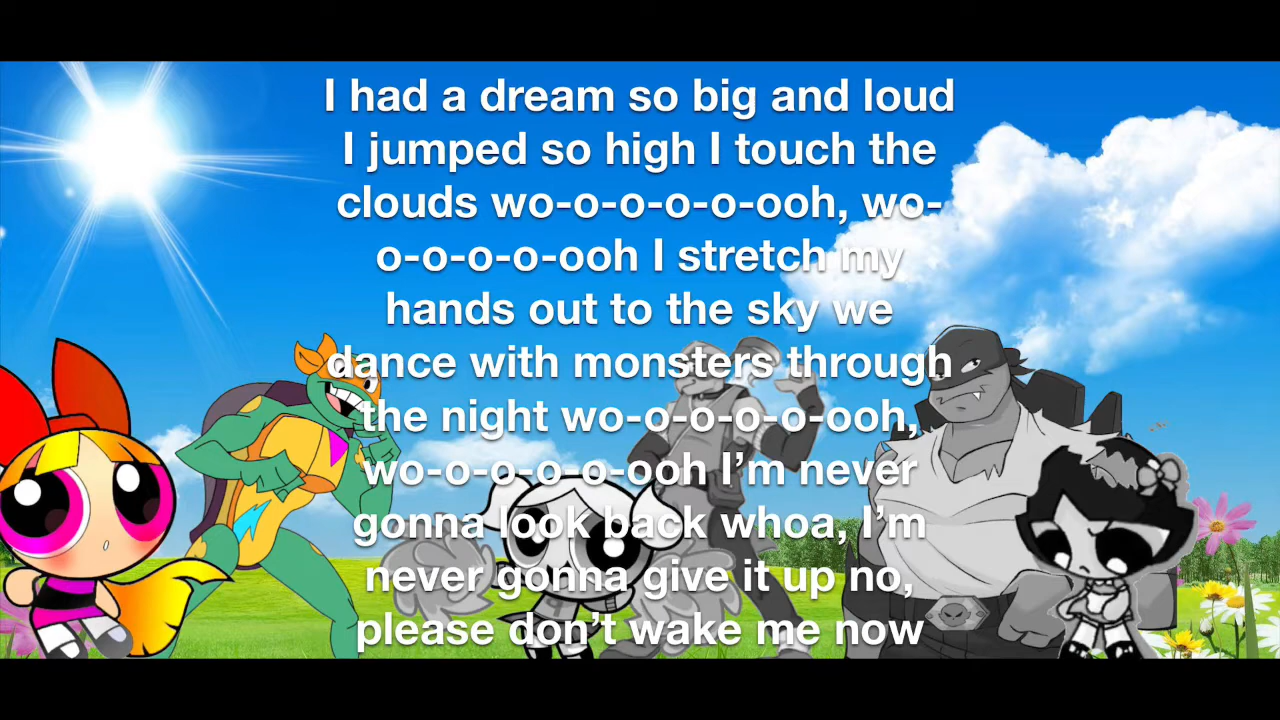 I had a dream so big and loud
I jumped so high I touch the
clouds wo-o-o-o-o-ooh, wo-
o-o-o-o-ooh I stretch my
hands out to the sky we
dance with monsters through
the night wo-o-o-o-o-ooh,
wo-o-o-o-o-ooh I’m never
gonna look back whoa, I’m
never gonna give it up no,
please don’t wake me now